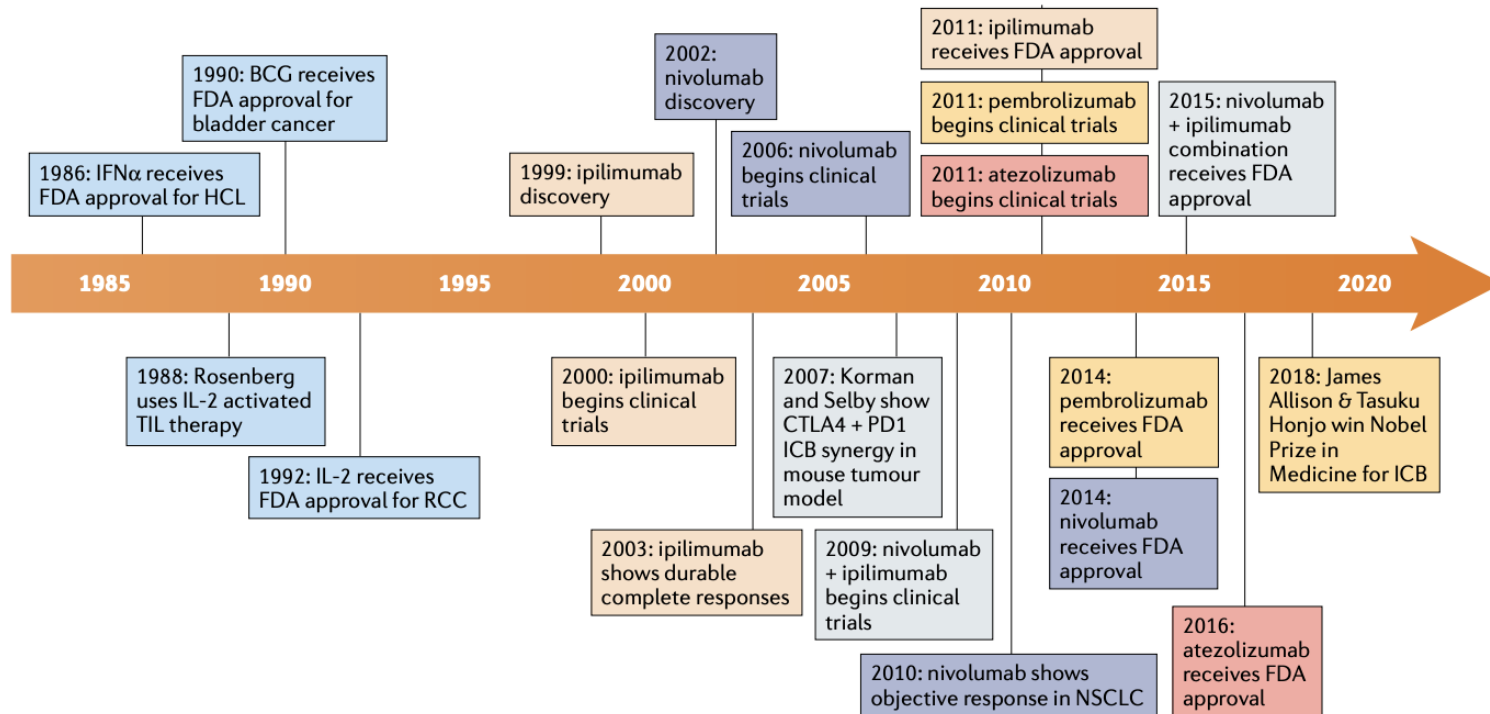 1986: IFNα receives
FDA approval for HCL
1990: BCG receives
FDA approval for
bladder cancer
1999: ipilimumab
discovery
2002:
nivolumab
discovery
2006: nivolumab
begins clinical
trials
2011: ipilimumab
receives FDA approval
2011: pembrolizumab
begins clinical trials
2011: atezolizumab
begins clinical trials
2015: nivolumab
+ ipilimumab
combination
receives FDA
approval
1985
1990
1995
2000
2005
2010
2015
2020
1988: Rosenberg
uses IL-2 activated
TIL therapy
1992: IL-2 receives
FDA approval for RCC
2000: ipilimumab
begins clinical
trials
2003: ipilimumab
shows durable
complete responses
2007: Korman
and Selby show
CTLA4 + PD1
ICB synergy in
mouse tumour
model
2009: nivolumab
+ ipilimumab
begins clinical
trials
2010: nivolumab shows
objective response in NSCLC
2014:
pembrolizumab
receives FDA
approval
2014:
nivolumab
receives FDA
approval
2016:
atezolizumab
receives FDA
approval
2018: James
Allison & Tasuku
Honjo win Nobel
Prize in
Medicine for ICB